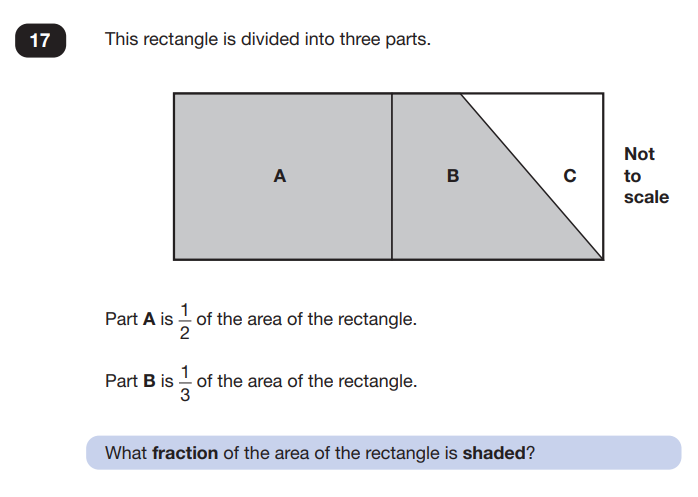 17
This rectangle is divided into three parts.
A
B
C
Not
to
scale
Part A is 1/2 of the area of the rectangle.
Part B is 1/3 of the area of the rectangle.
What fraction of the area of the rectangle is shaded?